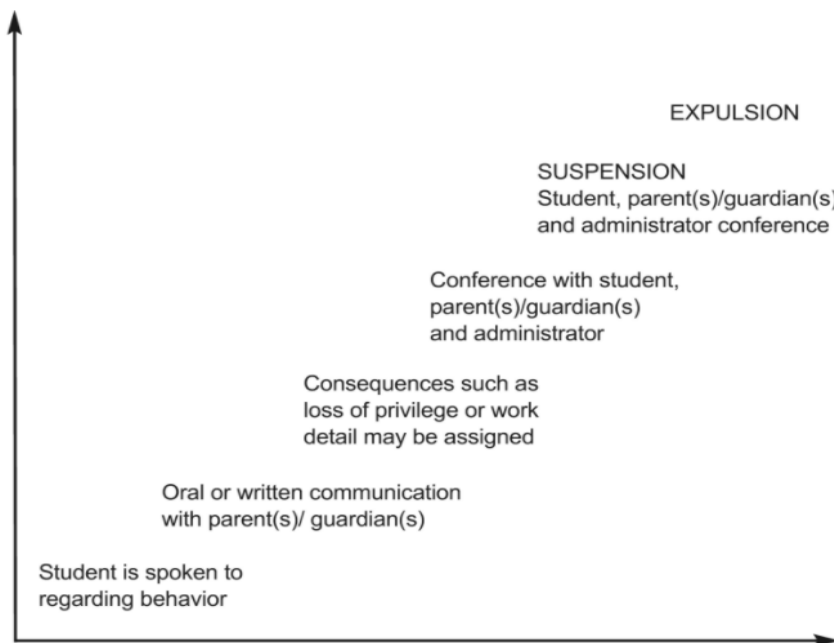 EXPULSION
SUSPENSION
Student, parent(s)/guardian(s)
and administrator conference
Conference with student,
parent(s)/guardian(s)
and administrator
Consequences such as
loss of privilege or work
detail may be assigned
Oral or written communication
with parent(s)/ guardian(s)
Student is spoken to
regarding behavior